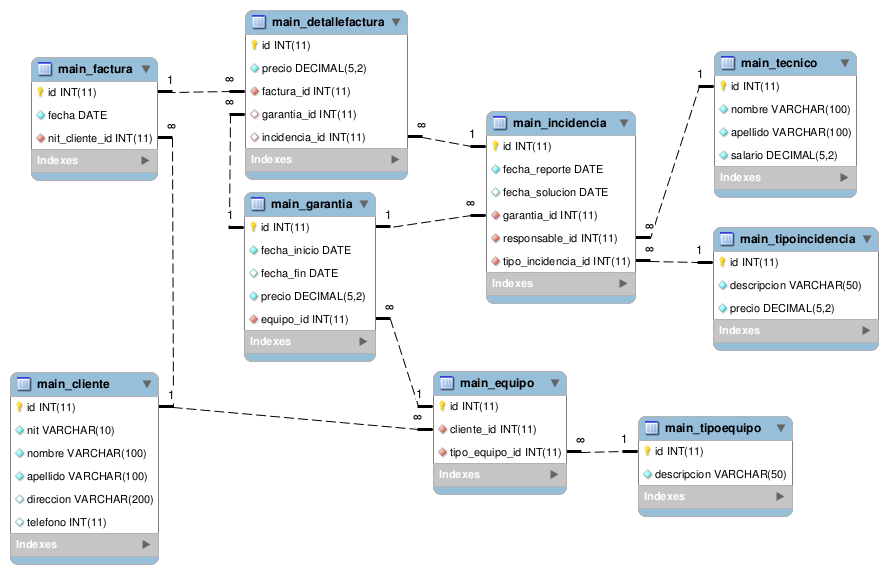 main_detallefactura
id INT(11)
precio DECIMAL(5,2)
factura_id INT(11)
garantia_id INT(11)
incidencia_id INT(11)
Indexes
main_factura
id INT(11)
fecha DATE
nit_cliente_id INT(11)
Indexes
1
∞
∞
∞
∞
1
main_tecnico
id INT(11)
nombre VARCHAR(100)
apellido VARCHAR(100)
salario DECIMAL(5,2)
Indexes
1
main_incidencia
id INT(11)
fecha_reporte DATE
fecha_solucion DATE
garantia_id INT(11)
responsable_id INT(11)
tipo_incidencia_id INT(11)
Indexes
∞
∞
∞
1
main_garantia
id INT(11)
fecha_inicio DATE
fecha_fin DATE
precio DECIMAL(5,2)
equipo_id INT(11)
Indexes
1
1
∞
main_tipoincidencia
id INT(11)
descripcion VARCHAR(50)
precio DECIMAL(5,2)
Indexes
main_cliente
id INT(11)
nit VARCHAR(10)
nombre VARCHAR(100)
apellido VARCHAR(100)
direccion VARCHAR(200)
telefono INT(11)
Indexes
1
main_equipo
id INT(11)
cliente_id INT(11)
tipo_equipo_id INT(11)
Indexes
1
∞
∞
1
main_tipoequipo
id INT(11)
descripcion VARCHAR(50)
Indexes